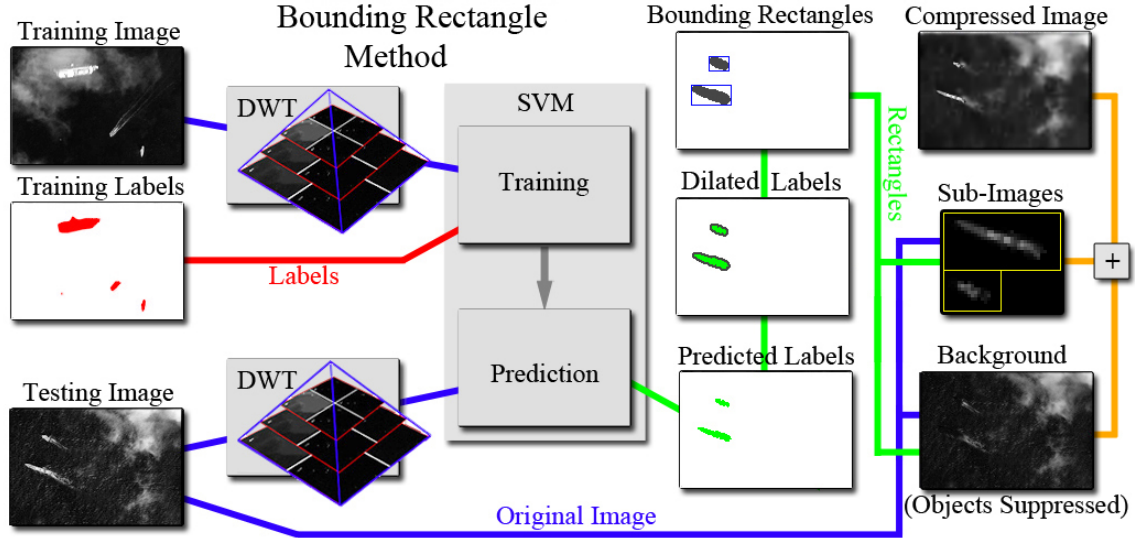 Bounding Rectangle
Method
Training Image
DWT
SVM
Training
Training Labels
Labels
Prediction
Testing Image
DWT
Original Image
Bounding Rectangles
Dilated Labels
Predicted Labels
Rectangles
Compressed Image
Sub-Images
+
Background
(Objects Suppressed)